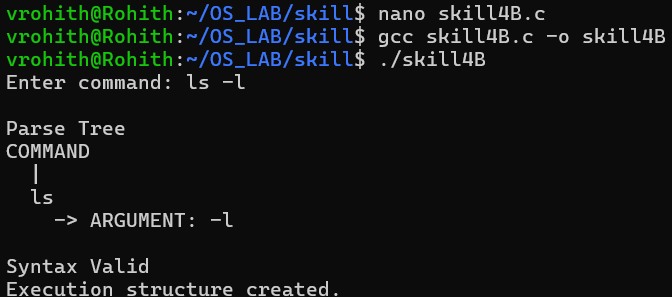 vrohith@Rohith:~/OS_LAB/skill$ nano skill4B.c
vrohith@Rohith:~/OS_LAB/skill$ gcc skill4B.c -o skill4B
vrohith@Rohith:~/OS_LAB/skill$ ./skill4B
Enter command: ls -l

Parse Tree
COMMAND
  |
  ls
    -> ARGUMENT: -l

Syntax Valid
Execution structure created.